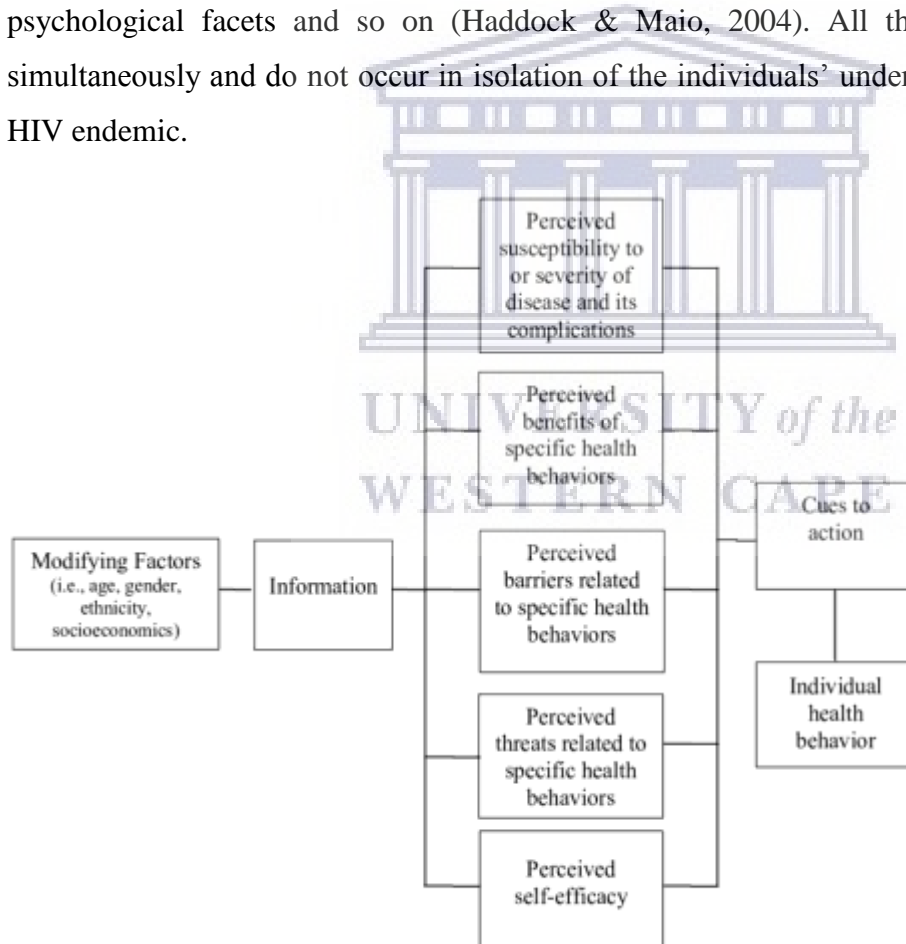 psychological facets and so on (Haddock & Maio, 2004). All th
simultaneously and do not occur in isolation of the individuals' under
HIV endemic.
Perceived
susceptibility to
or severity of
disease and its
complications
Perceived
benefits of
specific health
behaviors
UNIVERSITY of the
WESTERN CAPE
Modifying Factors
(i.e., age, gender,
ethnicity,
socioeconomics)
Information
Perceived
barriers related
to specific health
behaviors
Perceived
threats related to
specific health
behaviors
Perceived
self-efficacy
Cues to
action
Individual
health
behavior